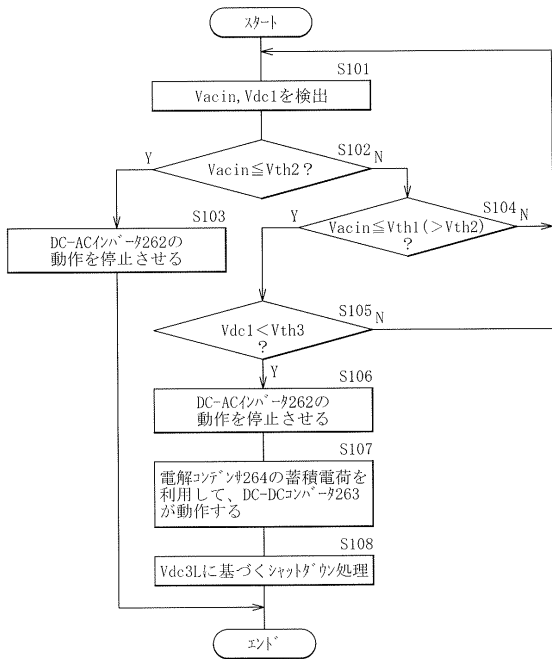 スタート
S101
Vacin,Vdc1を検出
S102
Vacin≦Vth2?
Y
N
S103
DC-ACインバータ262の
動作を停止させる
S104
Vacin≦Vth1(>Vth2)
?
Y
N
S105
Vdc1<Vth3
?
N
Y
S106
DC-ACインバータ262の
動作を停止させる
S107
電解コンデンサ264の蓄積電荷を
利用して、DC-DCコンバータ263
が動作する
S108
Vdc3Lに基づくシャットダウン処理
エンド